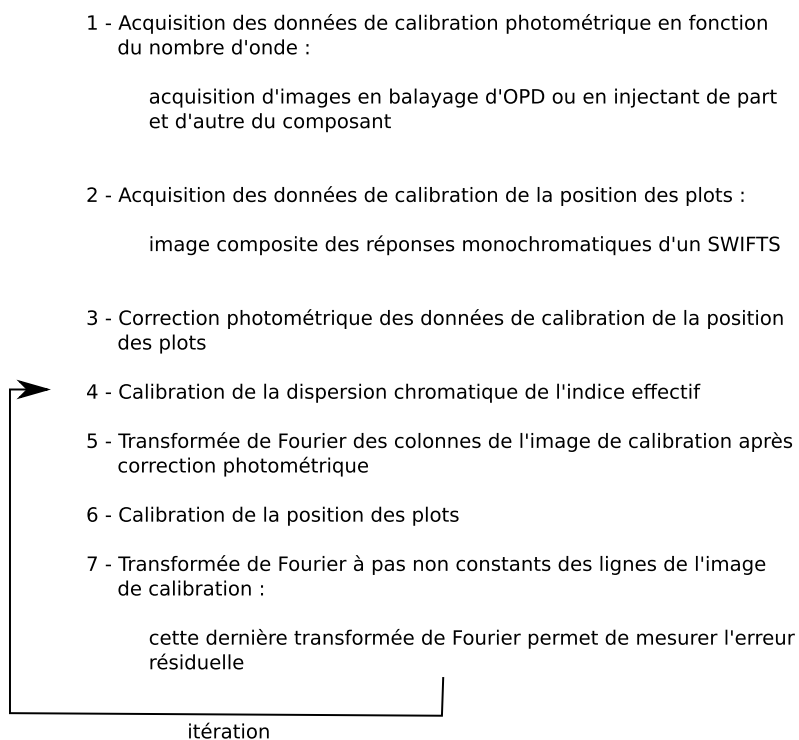 1 - Acquisition des données de calibration photométrique en fonction
du nombre d'onde :
acquisition d'images en balayage d'OPD ou en injectant de part
et d'autre du composant
2 - Acquisition des données de calibration de la position des plots :
image composite des réponses monochromatiques d'un SWIFTS
3 - Correction photométrique des données de calibration de la position
des plots
4 - Calibration de la dispersion chromatique de l'indice effectif
5 - Transformée de Fourier des colonnes de l'image de calibration après
correction photométrique
6 - Calibration de la position des plots
7 - Transformée de Fourier à pas non constants des lignes de l'image
de calibration :
cette dernière transformée de Fourier permet de mesurer l'erreur
résiduelle
itération